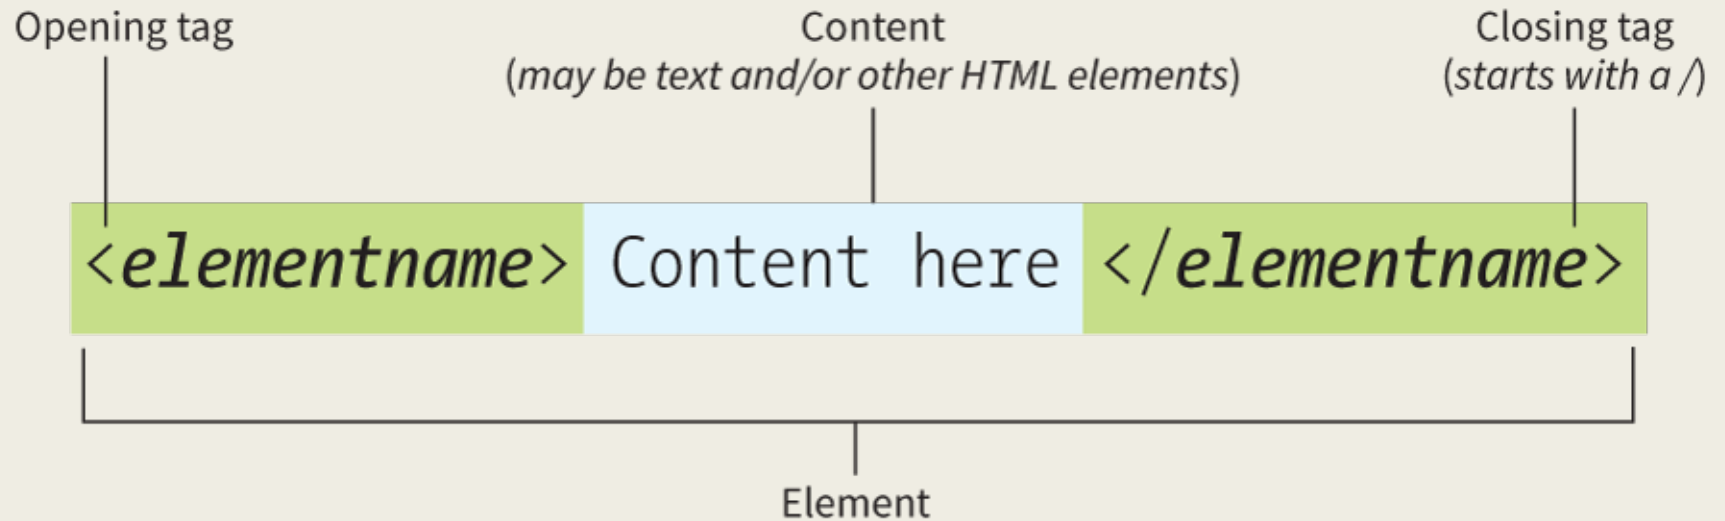 Opening tag
Content
(may be text and/or other HTML elements)
Closing tag
(starts with a /)
<elementname> Content here </elementname>
Element